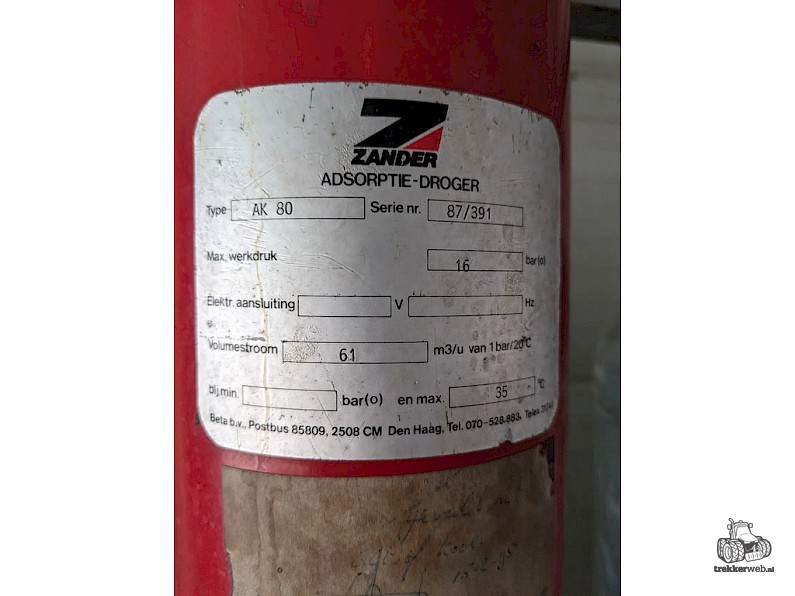 ZANDER
ADSORPTIE-DROGER
Type AK 80 Serie nr. 87/391
Max. werkdruk 16 bar(o)
Elektr. aansluiting V Hz
Volumestroom 61 m3/u van 1 bar/20°C
bij min. bar(o) en max. 35 °C
Beta b.v., Postbus 85809, 2508 CM Den Haag, Tel. 070-528.883, Telex
trekkerweb.nl